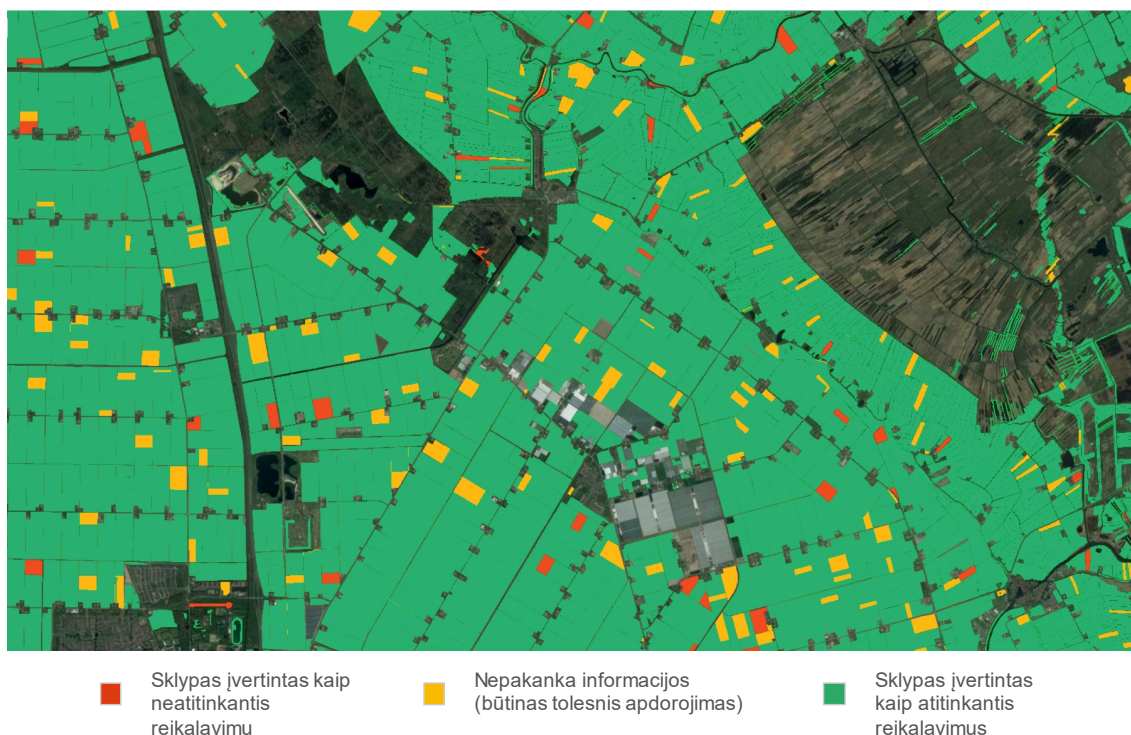 Sklypas įvertintas kaip
neatitinkantis
reikalavimu
Nepakanka informacijos
(būtinas tolesnis apdorojimas)
Sklypas įvertintas
kaip atitinkantis
reikalavimus